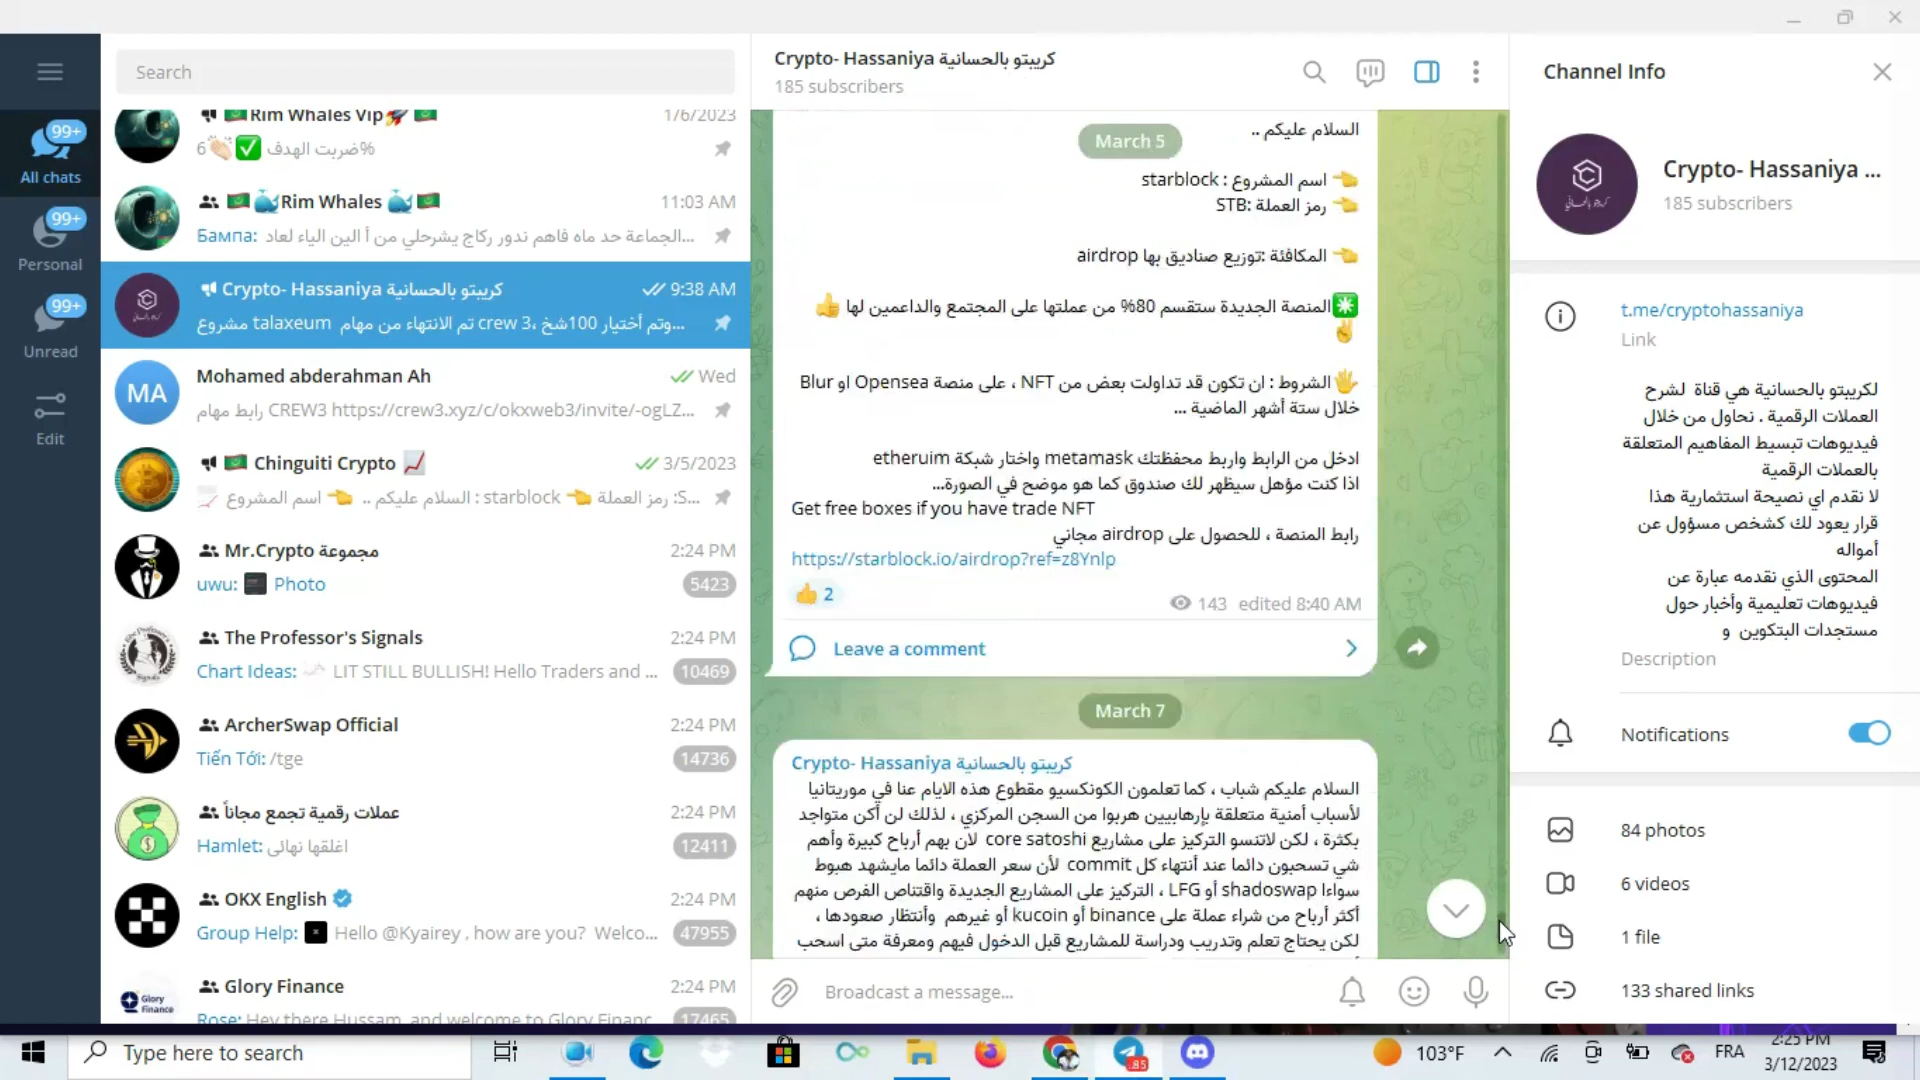 All chats
Personal
Unread
Edit
99+
99+
99+
Search
Rim Whales Vip
1/6/2023
ضربت الهدف 6%
Rim Whales
11:03 AM
Бампа: الجماعة حد ماه فاهم ندور ركاج يشرحلي من أ الين الياء لعاد...
Crypto- Hassaniya كريبتو بالحسانية
9:38 AM
مشروع talaxeum تم الانتهاء من مهام crew 3، وتم أختيار 100شخ...
MA
Mohamed abderahman Ah
Wed
رابط مهام CREW3 https://crew3.xyz/c/okxweb3/invite/-ogLZ...
Chinguiti Crypto
3/5/2023
السلام عليكم .. اسم المشروع : starblock رمز العملة :S...
Mr.Crypto مجموعة
2:24 PM
uwu: Photo
5423
The Professor's Signals
2:24 PM
Chart Ideas: LIT STILL BULLISH! Hello Traders and ...
10469
ArcherSwap Official
2:24 PM
Tiến Tới: /tge
14736
عملات رقمية تجمع مجاناً
2:24 PM
Hamlet: اغلقها نهائى
12411
OKX English
2:24 PM
Group Help: Hello @Kyairey , how are you? Welco...
47955
Glory Finance
Glory Finance
2:24 PM
Rose: Hey there Hussam, and welcome to Glory Financ...
17465
Crypto- Hassaniya كريبتو بالحسانية
185 subscribers
March 5
السلام عليكم ..
اسم المشروع : starblock
رمز العملة :STB
المكافئة :توزيع صناديق بها airdrop
المنصة الجديدة ستقسم 80% من عملتها على المجتمع والداعمين لها
الشروط : ان تكون قد تداولت بعض من NFT ، على منصة Opensea او Blur
خلال ستة أشهر الماضية ...
ادخل من الرابط واربط محفظتك metamask واختار شبكة etheruim
اذا كنت مؤهل سيظهر لك صندوق كما هو موضح في الصورة...
Get free boxes if you have trade NFT
رابط المنصة ، للحصول على airdrop مجاني
https://starblock.io/airdrop?ref=z8Ynlp
2
143 edited 8:40 AM
Leave a comment
March 7
Crypto- Hassaniya كريبتو بالحسانية
السلام عليكم شباب ، كما تعلمون الكونكسيو مقطوع هذه الايام عنا في موريتانيا
لأسباب أمنية متعلقة بإرهابيين هربوا من السجن المركزي ، لذلك لن أكن متواجد
بكثرة ، لكن لاتنسو التركيز على مشاريع core satoshi لان بهم أرباح كبيرة وأهم
شي تسحبون دائما عند أنتهاء كل commit لأن سعر العملة دائما مايشهد هبوط
سواءا shadoswap أو LFG ، التركيز على المشاريع الجديدة واقتناص الفرص منهم
أكثر أرباح من شراء عملة على binance أو kucoin أو غيرهم وأنتظار صعودها ،
لكن يحتاج تعلم وتدريب ودراسة للمشاريع قبل الدخول فيهم ومعرفة متى اسحب
Broadcast a message...
Channel Info
Crypto- Hassaniya ...
185 subscribers
t.me/cryptohassaniya
Link
لكريبتو بالحسانية هي قناة لشرح
العملات الرقمية . نحاول من خلال
فيديوهات تبسيط المفاهيم المتعلقة
بالعملات الرقمية
لا نقدم اي نصيحة استثمارية هذا
قرار يعود لك كشخص مسؤول عن
أمواله
المحتوى الذي نقدمه عبارة عن
فيديوهات تعليمية وأخبار حول
مستجدات البتكوين و
Description
Notifications
84 photos
6 videos
1 file
133 shared links
Type here to search
.85
103°F
FRA
2:25 PM
3/12/2023